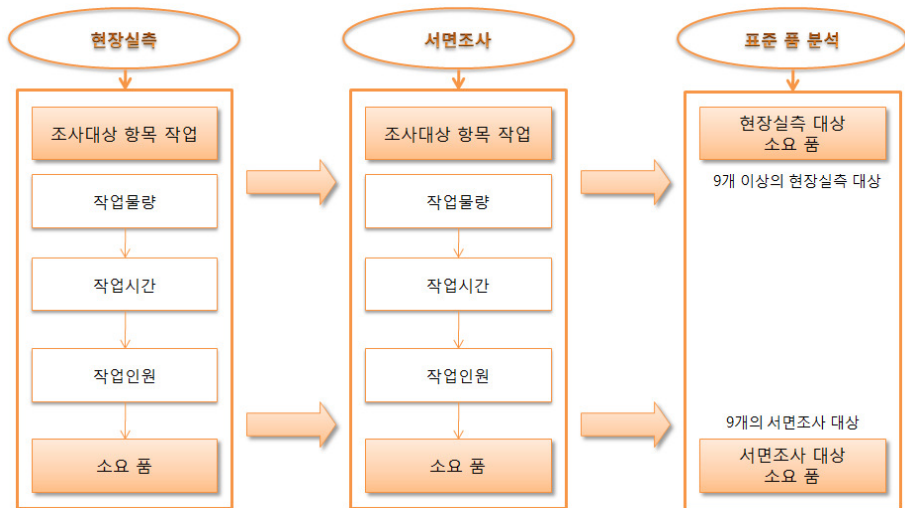 현장실측
조사대상 항목 작업
작업물량
작업시간
작업인원
소요 품
서면조사
조사대상 항목 작업
작업물량
작업시간
작업인원
소요 품
표준 품 분석
현장실측 대상
소요 품
9개 이상의 현장실측 대상
9개의 서면조사 대상
서면조사 대상
소요 품